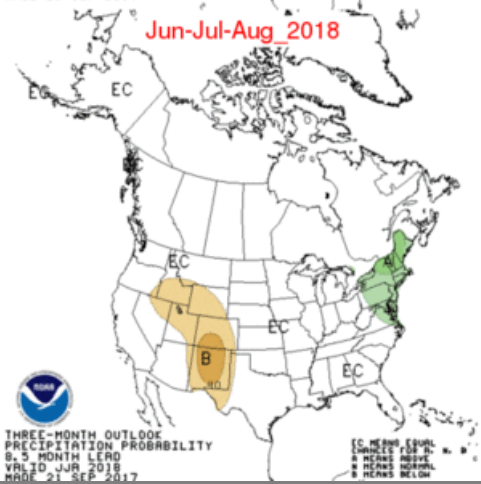 Jun-Jul-Aug_2018
EC
EC
EC
A
EC
B
EC
40
NOAA
THREE-MONTH OUTLOOK
PRECIPITATION PROBABILITY
8.5 MONTH LEAD
VALID JJA 2018
MADE 21 SEP 2017
EC MEANS EQUAL
CHANCES FOR A, N, B
A MEANS ABOVE
N MEANS NORMAL
B MEANS BELOW